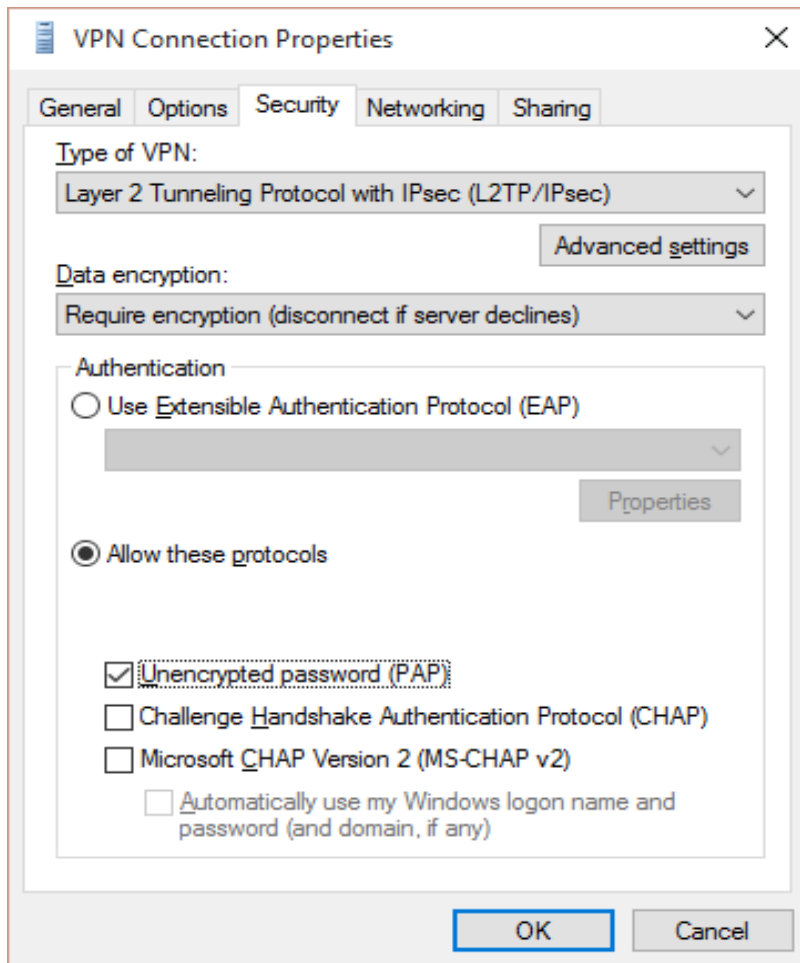 VPN Connection Properties
General Options Security Networking Sharing
Type of VPN:
Layer 2 Tunneling Protocol with IPsec (L2TP/IPsec)
Advanced settings
Data encryption:
Require encryption (disconnect if server declines)
Authentication
Use Extensible Authentication Protocol (EAP)
Properties
Allow these protocols
Unencrypted password (PAP)
Challenge Handshake Authentication Protocol (CHAP)
Microsoft CHAP Version 2 (MS-CHAP v2)
Automatically use my Windows logon name and
password (and domain, if any)
OK Cancel